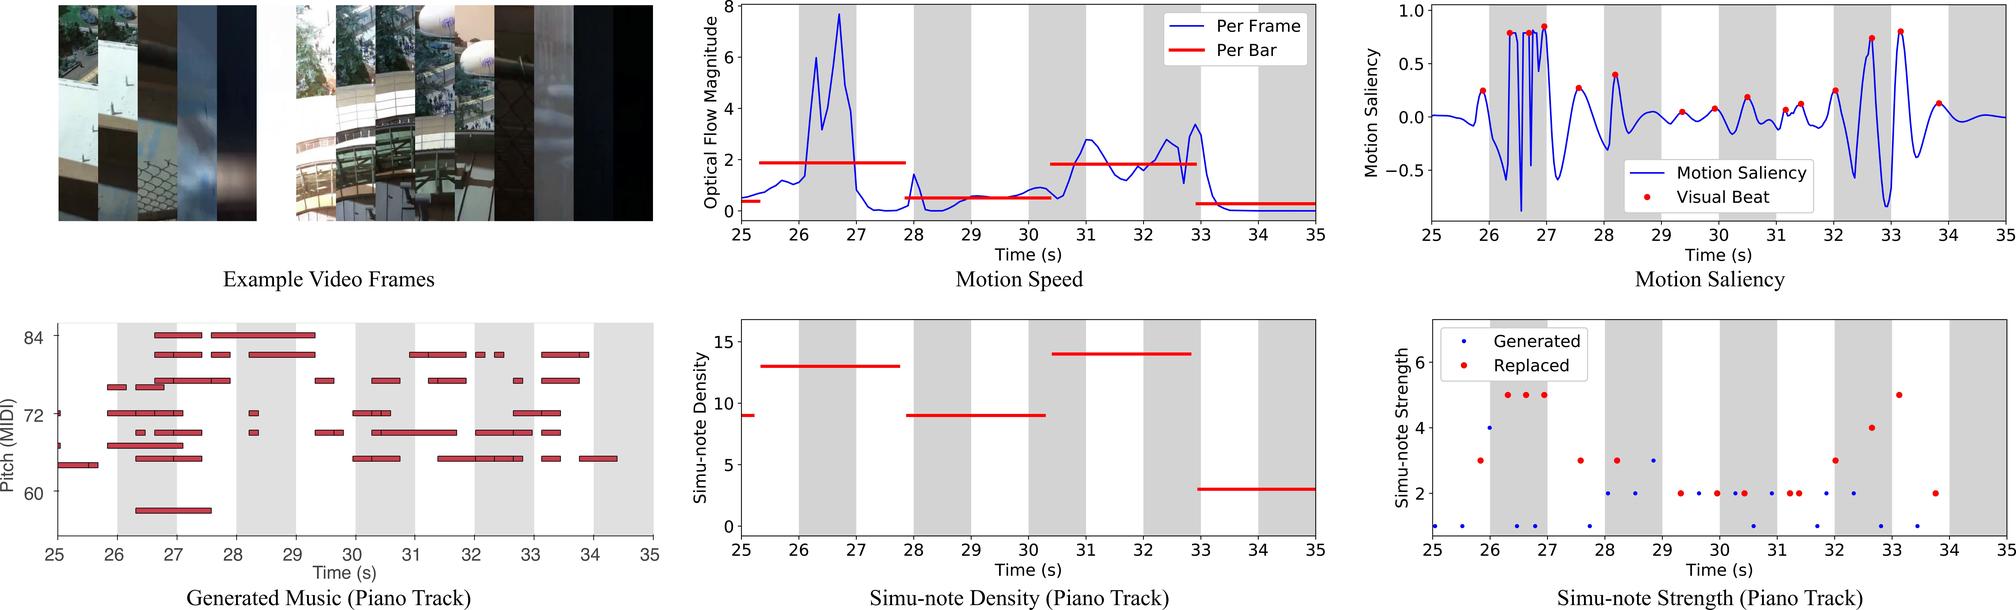 Example Video Frames
Optical Flow Magnitude
8
6
4
2
0
Per Frame
Per Bar
25 26 27 28 29 30 31 32 33 34 35
Time (s)
Motion Speed
Motion Saliency
1.0
0.5
0.0
−0.5
Motion Saliency
Visual Beat
25 26 27 28 29 30 31 32 33 34 35
Time (s)
Motion Saliency
Pitch (MIDI)
84
72
60
25 26 27 28 29 30 31 32 33 34 35
Time (s)
Generated Music (Piano Track)
Simu-note Density
15
10
5
0
25 26 27 28 29 30 31 32 33 34 35
Time (s)
Simu-note Density (Piano Track)
Simu-note Strength
6
4
2
Generated
Replaced
25 26 27 28 29 30 31 32 33 34 35
Time (s)
Simu-note Strength (Piano Track)